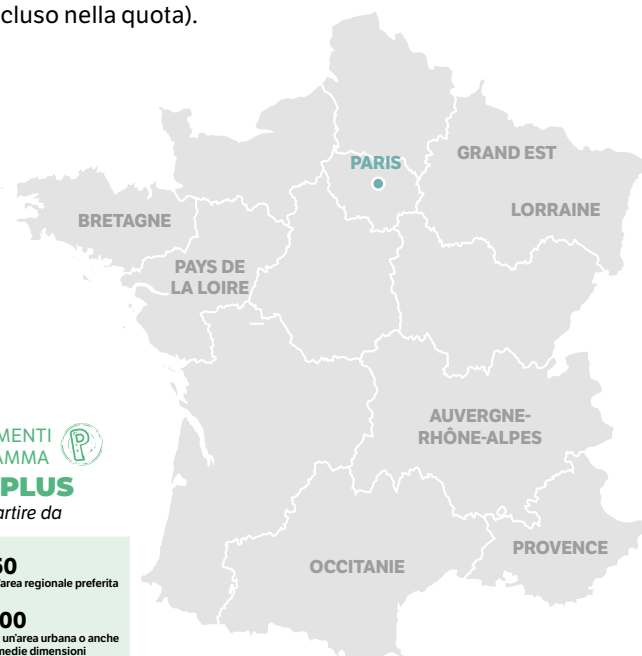 cluso nella quota).
PARIS
GRAND EST
LORRAINE
BRETAGNE
PAYS DE
LA LOIRE
AUVERGNE-
RHÔNE-ALPES
MENTI
AMMA
P
PLUS
artire da
PROVENCE
OCCITANIE
50
'area regionale preferita
00
un'area urbana o anche
medie dimensioni